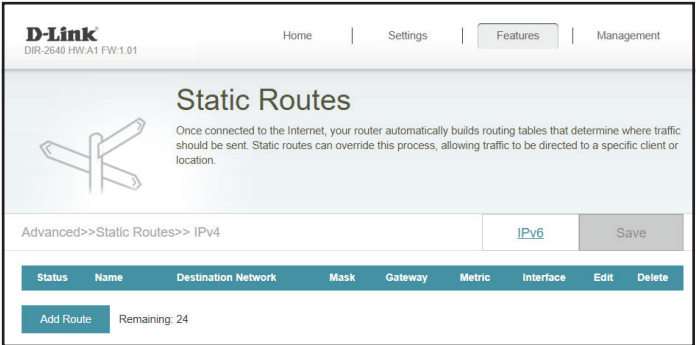 D-Link
DIR-2640 HW:A1 FW:1.01
Home | Settings | Features | Management
Static Routes
Once connected to the Internet, your router automatically builds routing tables that determine where traffic
should be sent. Static routes can override this process, allowing traffic to be directed to a specific client or
location.
Advanced>>Static Routes>> IPv4
IPv6
Save
Status Name Destination Network Mask Gateway Metric Interface Edit Delete
Add Route Remaining: 24